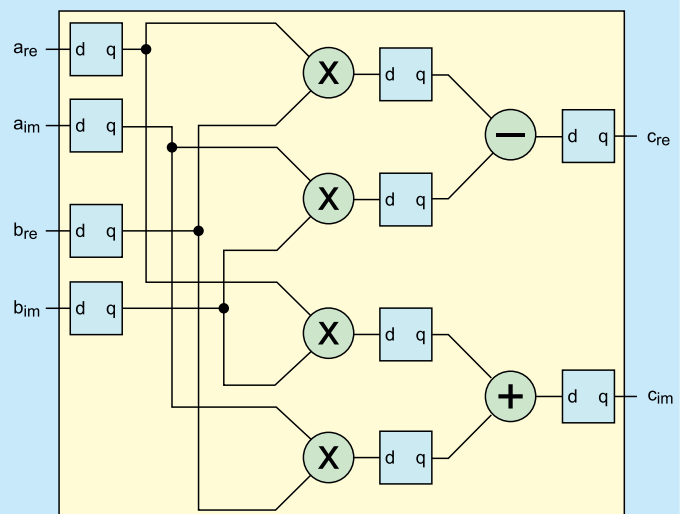 a_re d q
X d q
a_im d q
− d q c_re
X d q
b_re d q
b_im d q
X d q
+ d q c_im
X d q